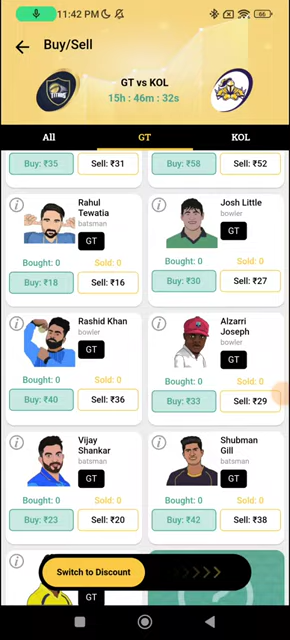 11:42 PM
66
Buy/Sell
GT vs KOL
15h : 46m : 32s
TITANS
All
GT
KOL
Buy: ₹35
Sell: ₹31
Buy: ₹58
Sell: ₹52
Rahul Tewatia
batsman
GT
Bought: 0
Sold: 0
Buy: ₹18
Sell: ₹16
Josh Little
bowler
GT
Bought: 0
Sold: 0
Buy: ₹30
Sell: ₹27
Rashid Khan
bowler
GT
Bought: 0
Sold: 0
Buy: ₹40
Sell: ₹36
Alzarri Joseph
bowler
GT
Bought: 0
Sold: 0
Buy: ₹33
Sell: ₹29
Vijay Shankar
batsman
GT
Bought: 0
Sold: 0
Buy: ₹23
Sell: ₹20
Shubman Gill
batsman
GT
Bought: 0
Sold: 0
Buy: ₹42
Sell: ₹38
Switch to Discount
GT